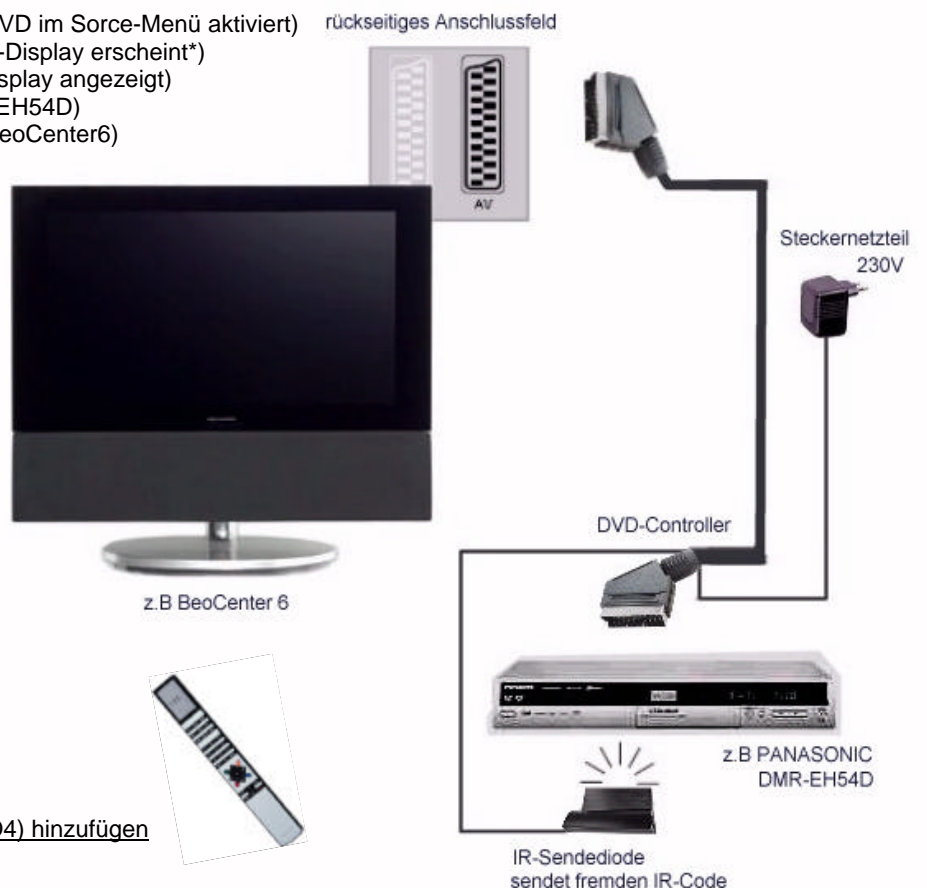 VD im Sorce-Menü aktiviert)
-Display erscheint*)
splay angezeigt)
EH54D)
eoCenter6)
rückseitiges Anschlussfeld
AV
Steckernetzteil
230V
DVD-Controller
z.B BeoCenter 6
z.B PANASONIC
DMR-EH54D
04) hinzufügen
IR-Sendediode
sendet fremden IR-Code